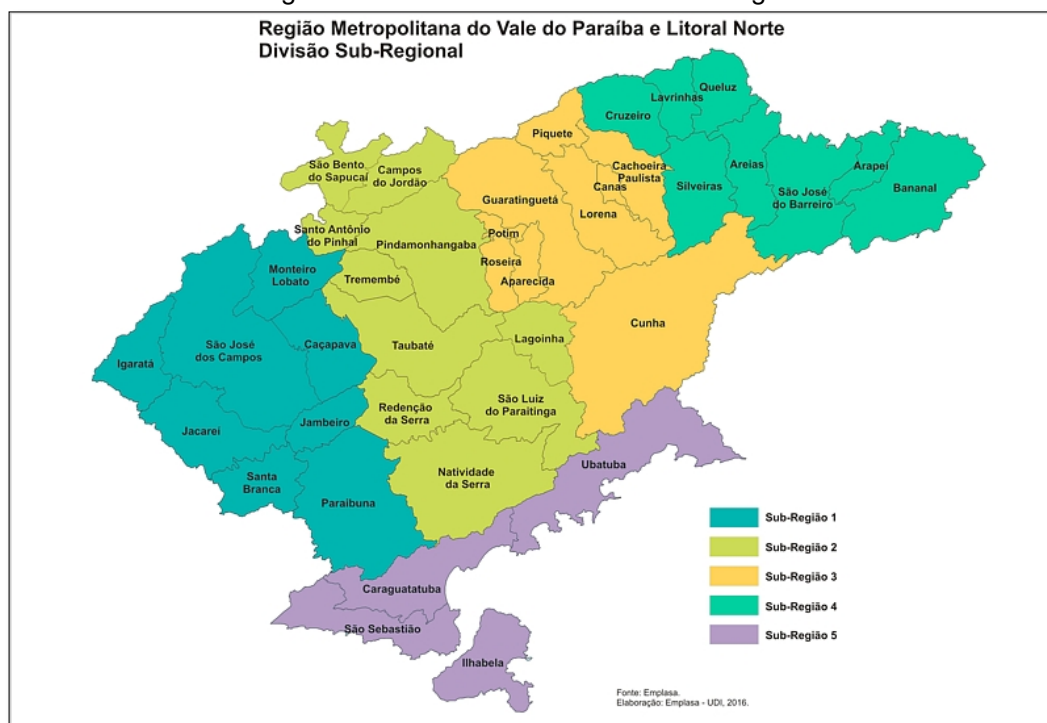 Região Metropolitana do Vale do Paraíba e Litoral Norte
Divisão Sub-Regional
Queluz
Lavrinhas
Cruzeiro
Piquete
São Bento
do Sapucaí
Campos
do Jordão
Cachoeira
Paulista
Canas
Silveiras
Areias
São José
do Barreiro
Arapeí
Bananal
Guaratinguetá
Lorena
Santo Antônio
do Pinhal
Pindamonhangaba
Potim
Roseira
Aparecida
Monteiro
Lobato
Tremembé
Cunha
Igaratá
São José
dos Campos
Caçapava
Taubaté
Lagoinha
Redenção
da Serra
São Luiz
do Paraitinga
Jacareí
Jambeiro
Santa
Branca
Paraibuna
Natividade
da Serra
Ubatuba
Caraguatatuba
São Sebastião
Ilhabela
Sub-Região 1
Sub-Região 2
Sub-Região 3
Sub-Região 4
Sub-Região 5
Fonte: Emplasa.
Elaboração: Emplasa - UDI, 2016.